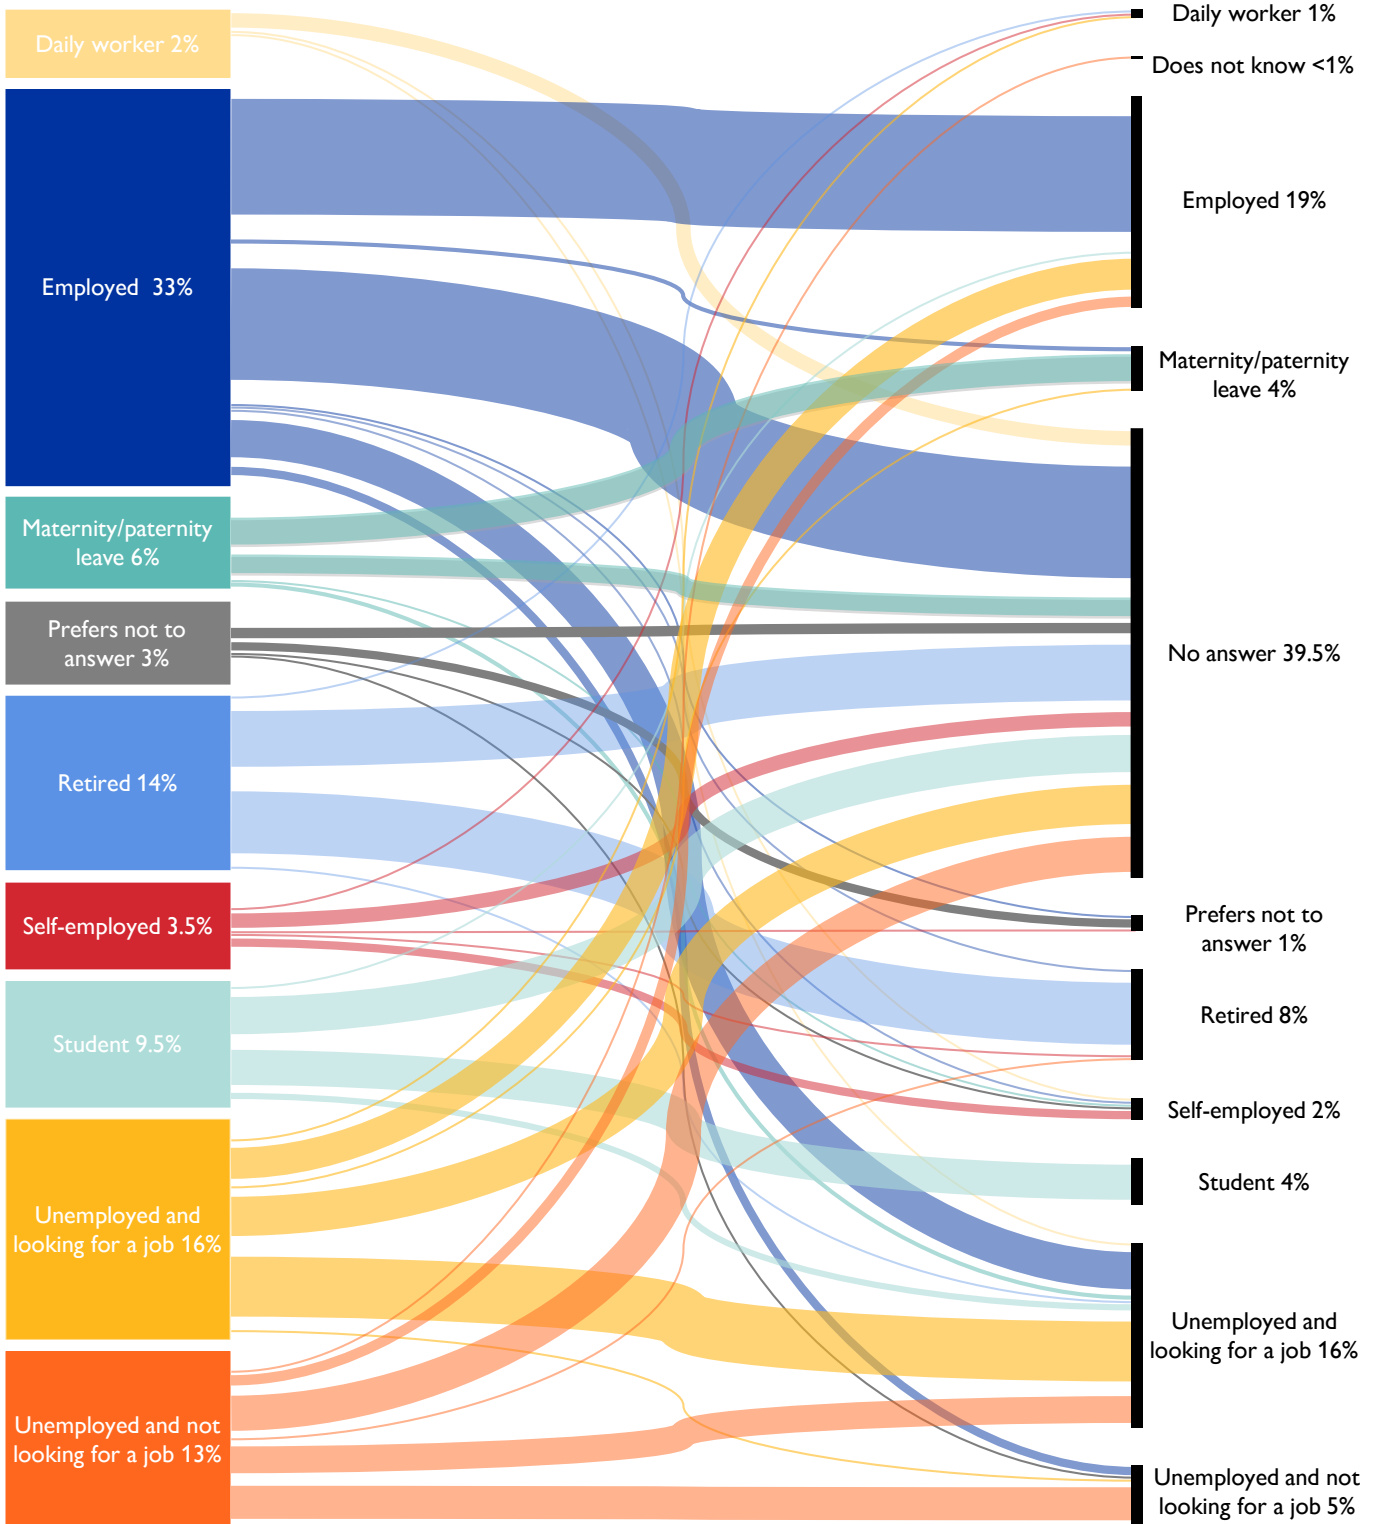 Daily worker 2%
Employed  33%
Maternity/paternity
leave 6%
Prefers not to
answer 3%
Retired 14%
Self-employed 3.5%
Student 9.5%
Unemployed and
looking for a job 16%
Unemployed and not
looking for a job 13%
Daily worker 1%
Does not know <1%
Employed 19%
Maternity/paternity
leave 4%
No answer 39.5%
Prefers not to
answer 1%
Retired 8%
Self-employed 2%
Student 4%
Unemployed and
looking for a job 16%
Unemployed and not
looking for a job 5%